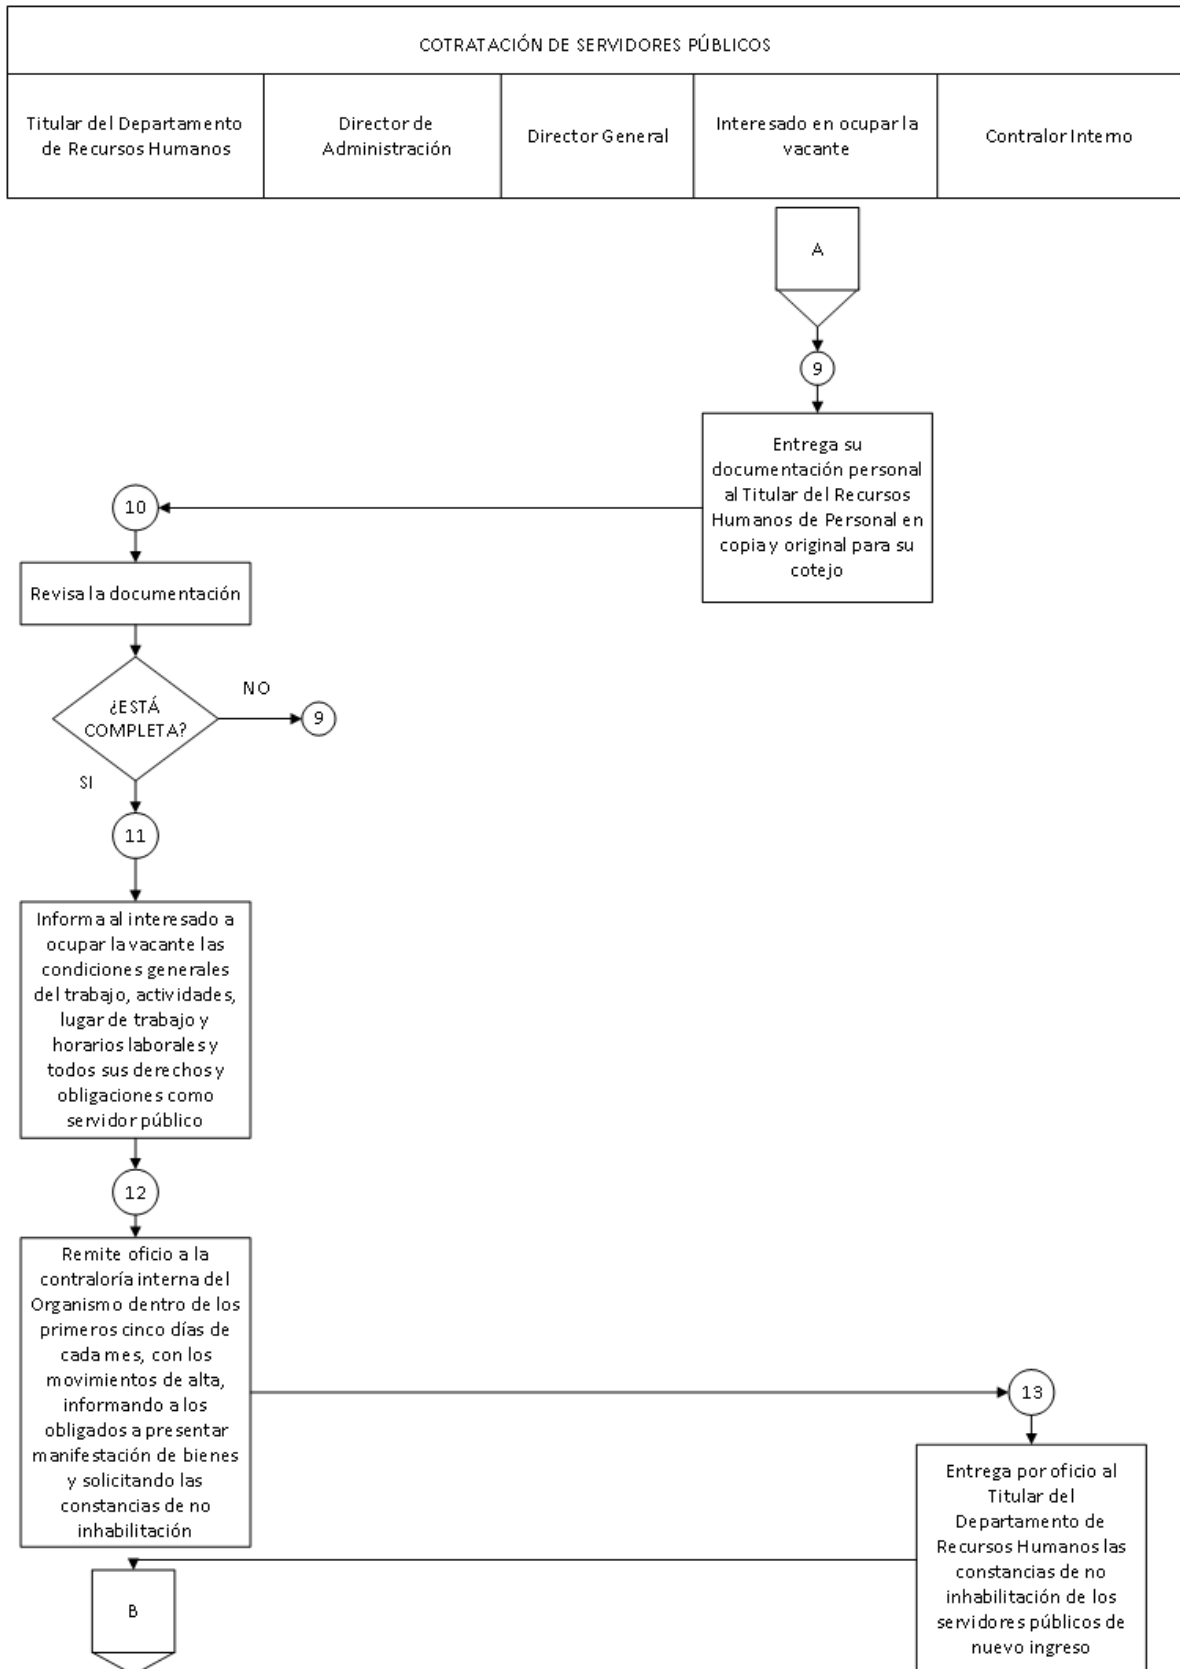 COTRATACIÓN DE SERVIDORES PÚBLICOS
Titular del Departamento
de Recursos Humanos
Director de
Administración
Director General
Interesado en ocupar la
vacante
Contralor Interno
A
9
Entrega su
documentación personal
al Titular del Recursos
Humanos de Personal en
copia y original para su
cotejo
10
Revisa la documentación
¿ESTÁ
COMPLETA?
NO
9
SI
11
Informa al interesado a
ocupar la vacante las
condiciones generales
del trabajo, actividades,
lugar de trabajo y
horarios laborales y
todos sus derechos y
obligaciones como
servidor público
12
Remite oficio a la
contraloría interna del
Organismo dentro de los
primeros cinco días de
cada mes, con los
movimientos de alta,
informando a los
obligados a presentar
manifestación de bienes
y solicitando las
constancias de no
inhabilitación
13
Entrega por oficio al
Titular del
Departamento de
Recursos Humanos las
constancias de no
inhabilitación de los
servidores públicos de
nuevo ingreso
B